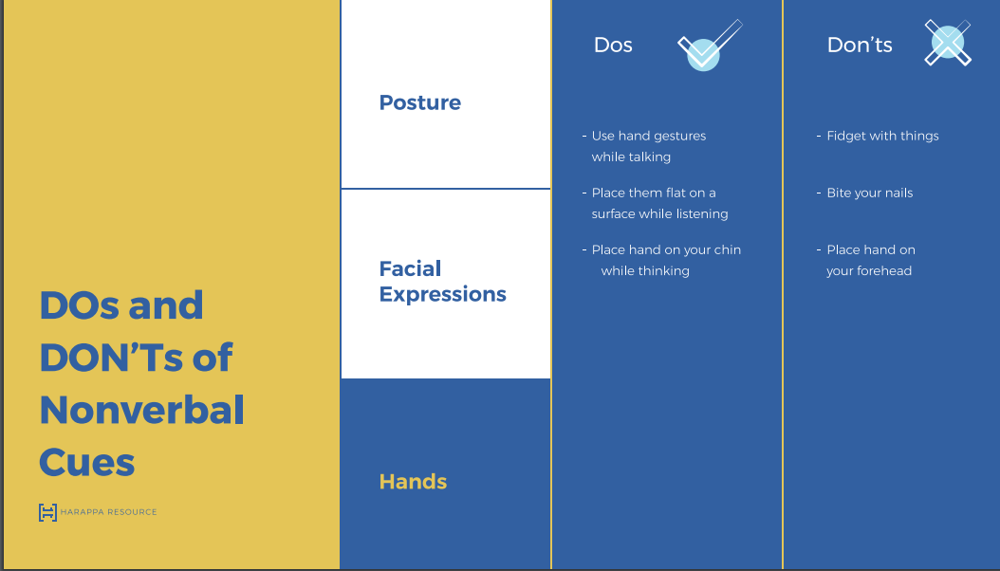 DOs and
DON'Ts of
Nonverbal
Cues
HARAPPA RESOURCE
Posture
Facial
Expressions
Hands
Dos
- Use hand gestures
while talking
- Place them flat on a
surface while listening
- Place hand on your chin
while thinking
Don'ts
- Fidget with things
- Bite your nails
- Place hand on
your forehead